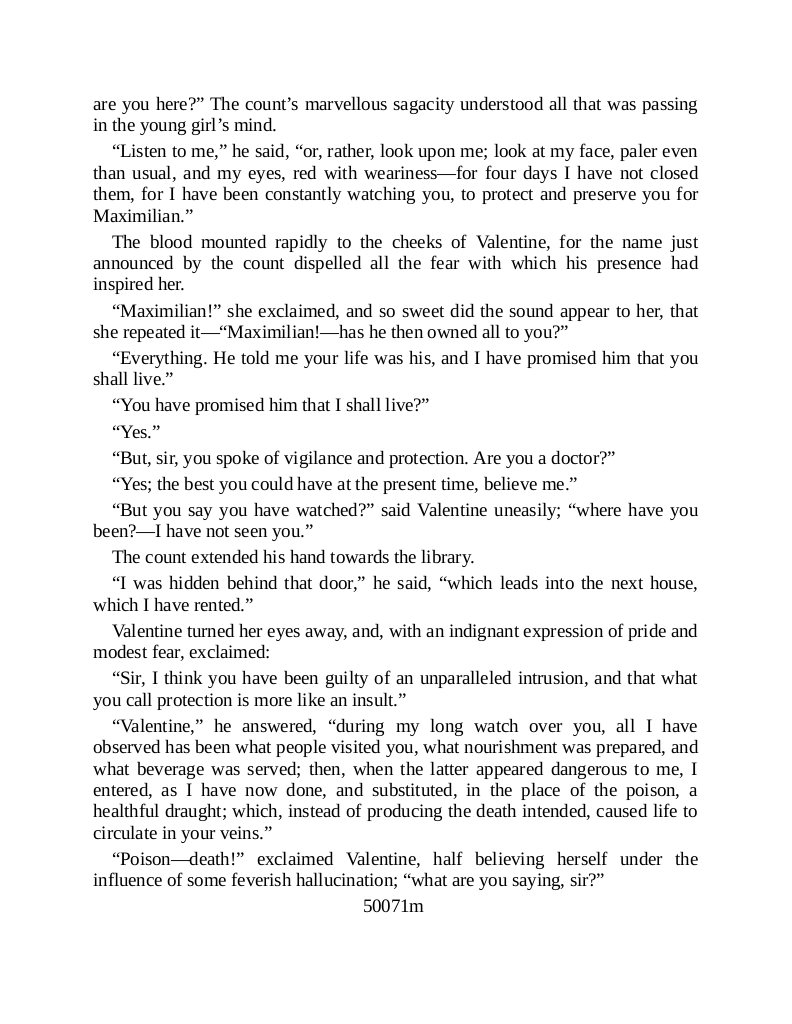 are you here?” The count’s marvellous sagacity understood all that was passing
in the young girl’s mind.
“Listen to me,” he said, “or, rather, look upon me; look at my face, paler even
than usual, and my eyes, red with weariness—for four days I have not closed
them, for I have been constantly watching you, to protect and preserve you for
Maximilian.”
The blood mounted rapidly to the cheeks of Valentine, for the name just
announced by the count dispelled all the fear with which his presence had
inspired her.
“Maximilian!” she exclaimed, and so sweet did the sound appear to her, that
she repeated it—“Maximilian!—has he then owned all to you?”
“Everything. He told me your life was his, and I have promised him that you
shall live.”
“You have promised him that I shall live?”
“Yes.”
“But, sir, you spoke of vigilance and protection. Are you a doctor?”
“Yes; the best you could have at the present time, believe me.”
“But you say you have watched?” said Valentine uneasily; “where have you
been?—I have not seen you.”
The count extended his hand towards the library.
“I was hidden behind that door,” he said, “which leads into the next house,
which I have rented.”
Valentine turned her eyes away, and, with an indignant expression of pride and
modest fear, exclaimed:
“Sir, I think you have been guilty of an unparalleled intrusion, and that what
you call protection is more like an insult.”
“Valentine,” he answered, “during my long watch over you, all I have
observed has been what people visited you, what nourishment was prepared, and
what beverage was served; then, when the latter appeared dangerous to me, I
entered, as I have now done, and substituted, in the place of the poison, a
healthful draught; which, instead of producing the death intended, caused life to
circulate in your veins.”
“Poison—death!” exclaimed Valentine, half believing herself under the
influence of some feverish hallucination; “what are you saying, sir?”
50071m